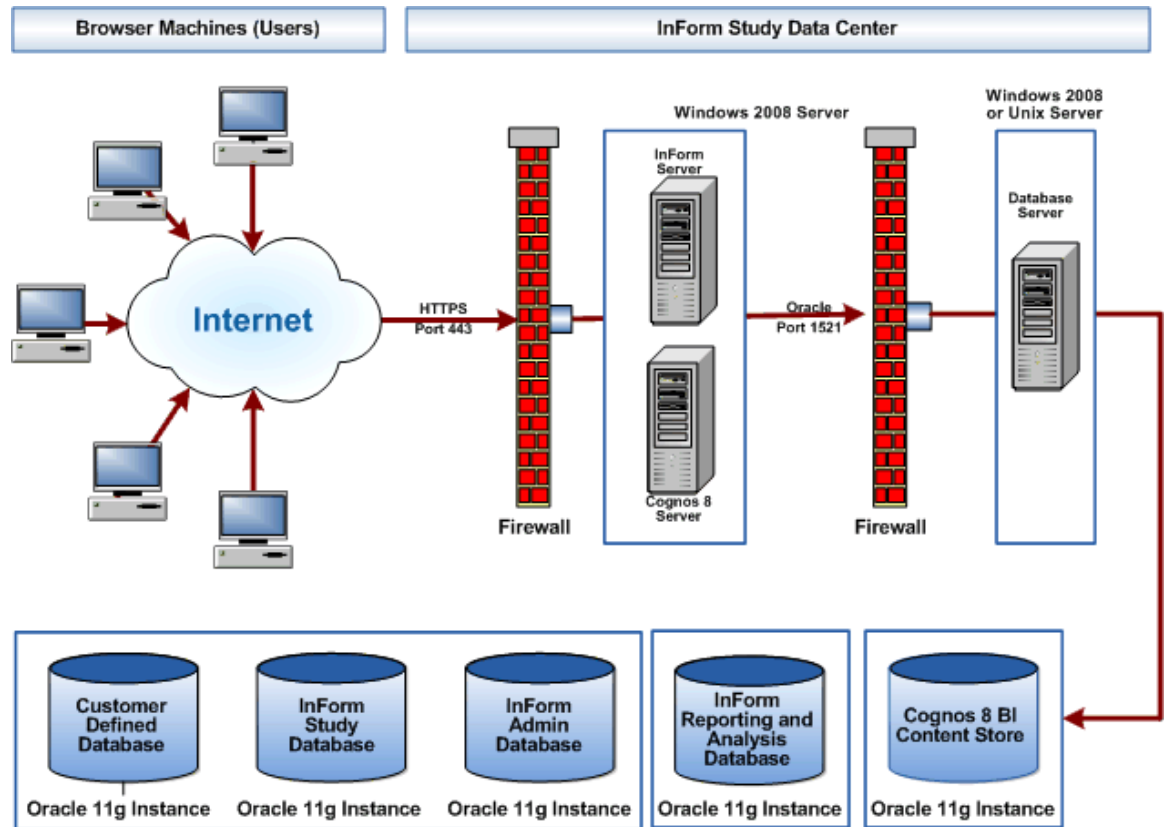 Browser Machines (Users)
InForm Study Data Center
Windows 2008 Server
Windows 2008
or Unix Server
InForm
Server
Database
Server
Internet
HTTPS
Port 443
Oracle
Port 1521
Cognos 8
Server
Firewall
Firewall
Customer
Defined
Database
InForm
Study
Database
InForm
Admin
Database
InForm
Reporting and
Analysis
Database
Cognos 8 BI
Content Store
Oracle 11g Instance
Oracle 11g Instance
Oracle 11g Instance
Oracle 11g Instance
Oracle 11g Instance